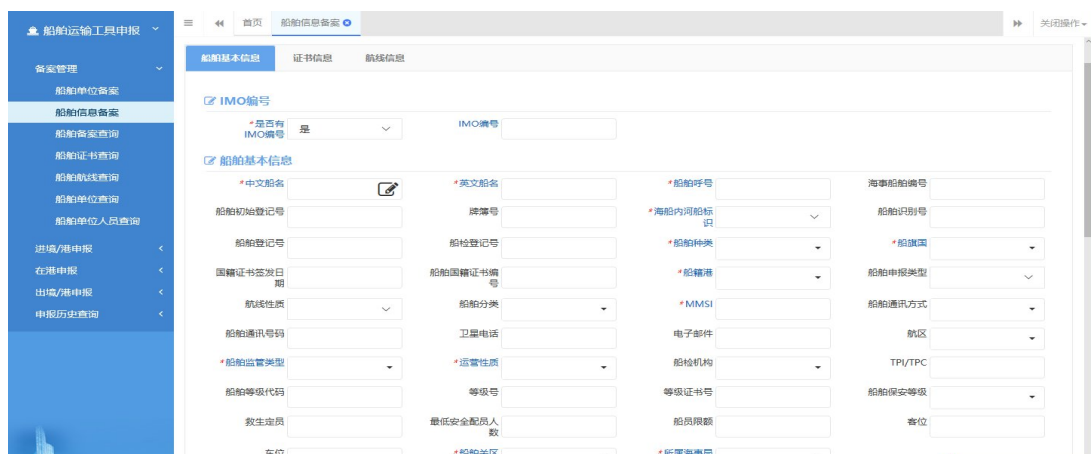 船舶运输工具申报
首页
船舶信息备案
关闭操作
备案管理
船舶单位备案
船舶信息备案
船舶备案查询
船舶证书查询
船舶航线查询
船舶单位查询
船舶单位人员查询
进境/港申报
在港申报
出境/港申报
申报历史查询
船舶基本信息
证书信息
航线信息
IMO编号
*是否有
IMO编号
是
IMO编号
船舶基本信息
*中文船名
*英文船名
*船舶呼号
海事船舶编号
船舶初始登记号
牌簿号
*海船内河船标
识
船舶识别号
船舶登记号
船检登记号
*船舶种类
*船旗国
国籍证书签发日
期
船舶国籍证书编
号
*船籍港
船舶申报类型
航线性质
船舶分类
*MMSI
船舶通讯方式
船舶通讯号码
卫星电话
电子邮件
航区
*船舶监管类型
*运营性质
船检机构
TPI/TPC
船舶等级代码
等级号
等级证书号
船舶保安等级
救生定员
最低安全配员人
数
船员限额
客位
车位
*船舶关区
*所属海事局